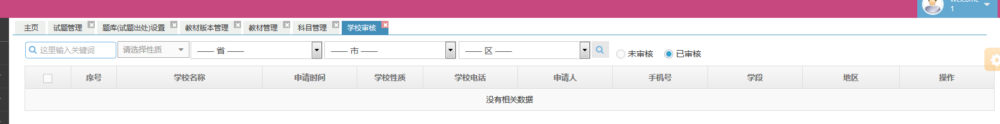 Welcome
1
主页 试题管理 题库(试题出处)设置 教材版本管理 教材管理 科目管理 学校审核
这里输入关键词 请选择性质 —— 省 —— —— 市 —— —— 区 —— 未审核 已审核
序号 学校名称 申请时间 学校性质 学校电话 申请人 手机号 学段 地区 操作
没有相关数据